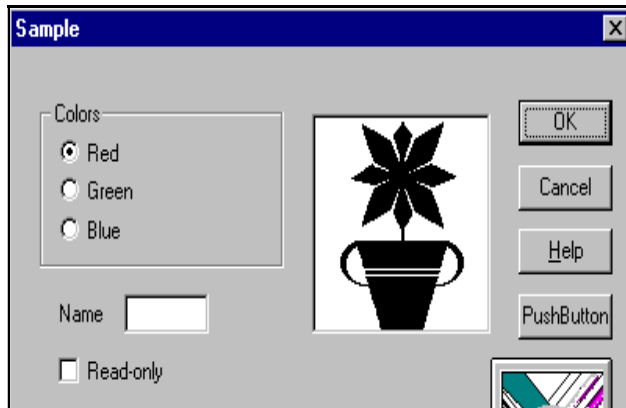 Sample
Colors
Red
Green
Blue
Name
Read-only
OK
Cancel
Help
PushButton